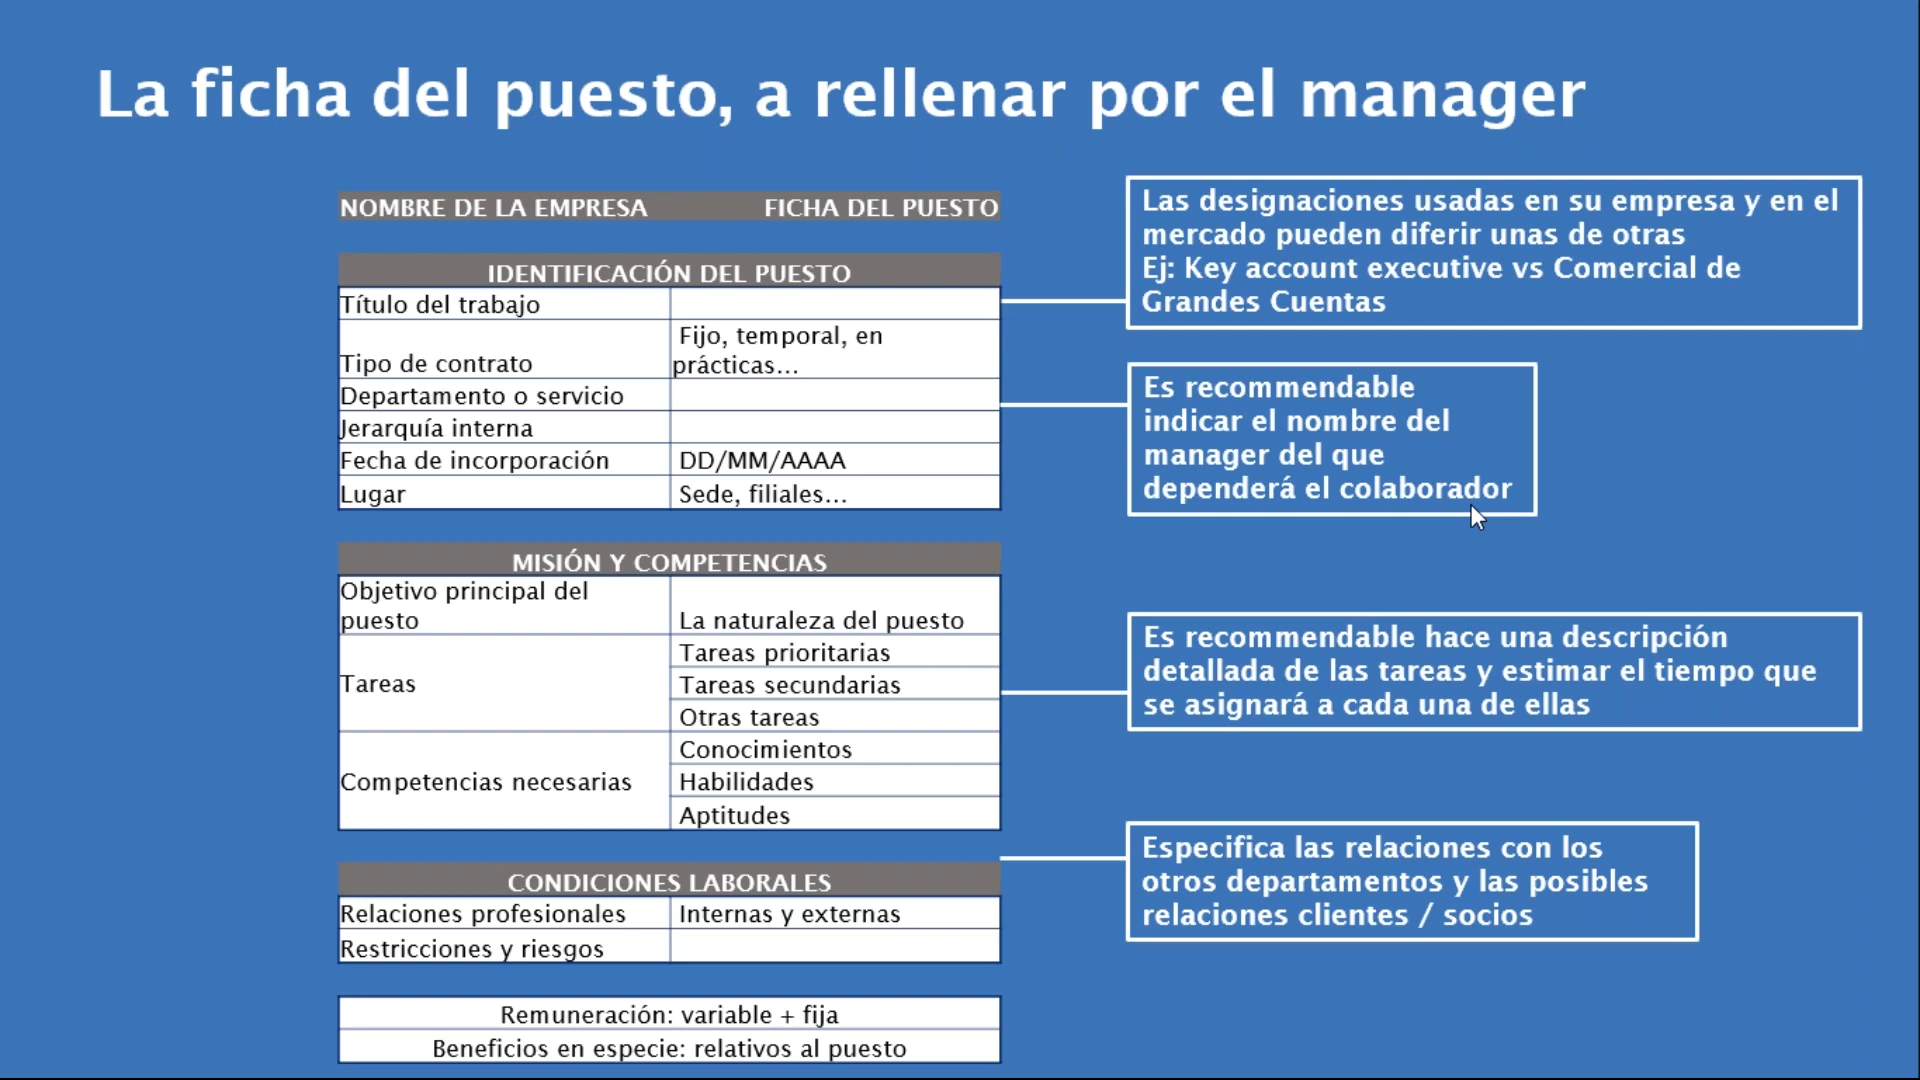 La ficha del puesto, a rellenar por el manager
NOMBRE DE LA EMPRESA FICHA DEL PUESTO
IDENTIFICACIÓN DEL PUESTO
Título del trabajo
Tipo de contrato
Fijo, temporal, en
prácticas...
Departamento o servicio
Jerarquía interna
Fecha de incorporación DD/MM/AAAA
Lugar Sede, filiales...
MISIÓN Y COMPETENCIAS
Objetivo principal del
puesto
La naturaleza del puesto
Tareas
Tareas prioritarias
Tareas secundarias
Otras tareas
Competencias necesarias
Conocimientos
Habilidades
Aptitudes
CONDICIONES LABORALES
Relaciones profesionales Internas y externas
Restricciones y riesgos
Remuneración: variable + fija
Beneficios en especie: relativos al puesto
Las designaciones usadas en su empresa y en el
mercado pueden diferir unas de otras
Ej: Key account executive vs Comercial de
Grandes Cuentas
Es recommendable
indicar el nombre del
manager del que
dependerá el colaborador
Es recommendable hace una descripción
detallada de las tareas y estimar el tiempo que
se asignará a cada una de ellas
Especifica las relaciones con los
otros departamentos y las posibles
relaciones clientes / socios